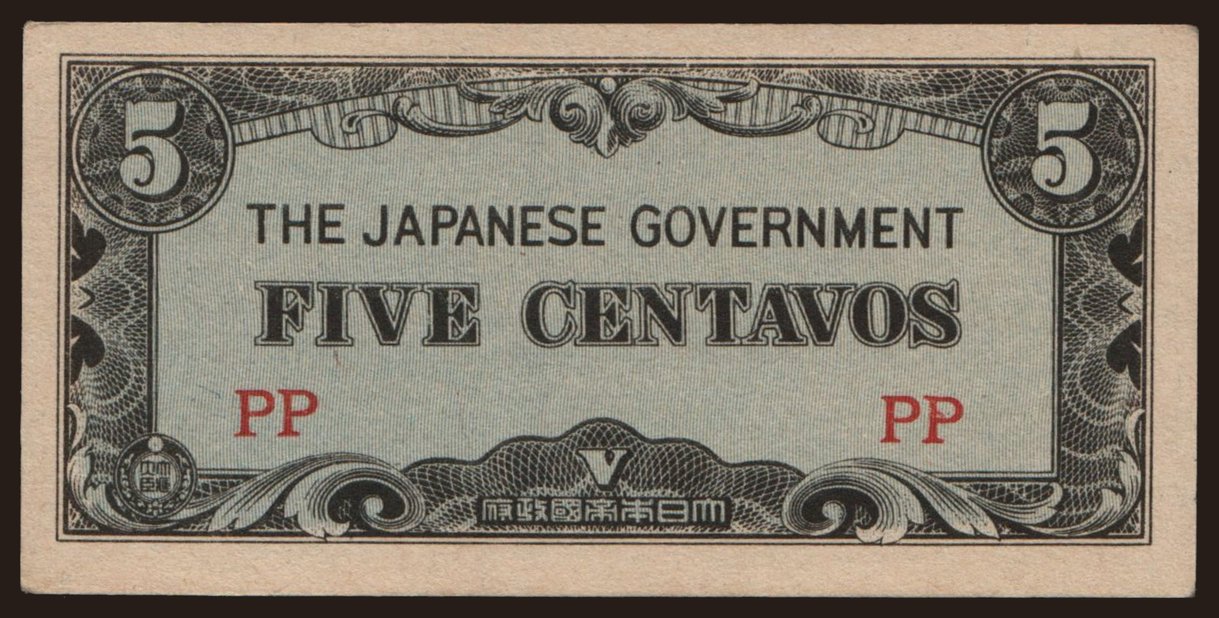 5 5
THE JAPANESE GOVERNMENT
FIVE CENTAVOS
PP PP
V
府政國帝本日大